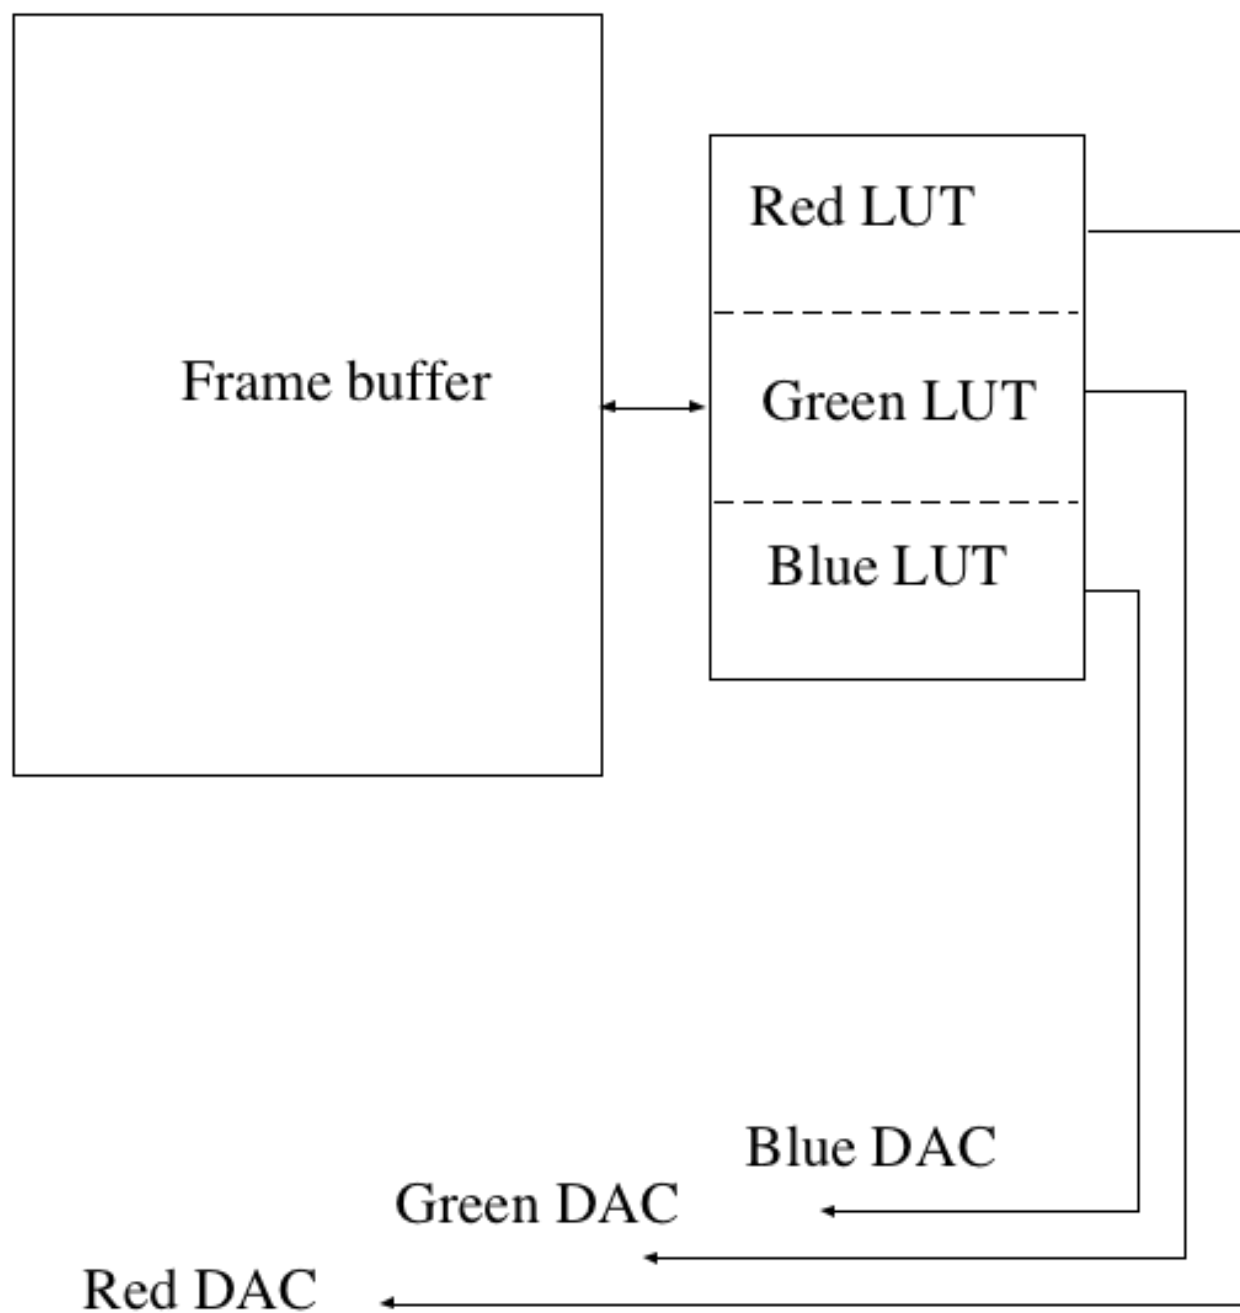 Red LUT
Frame buffer
Green LUT
Blue LUT
Blue DAC
Green DAC
Red DAC